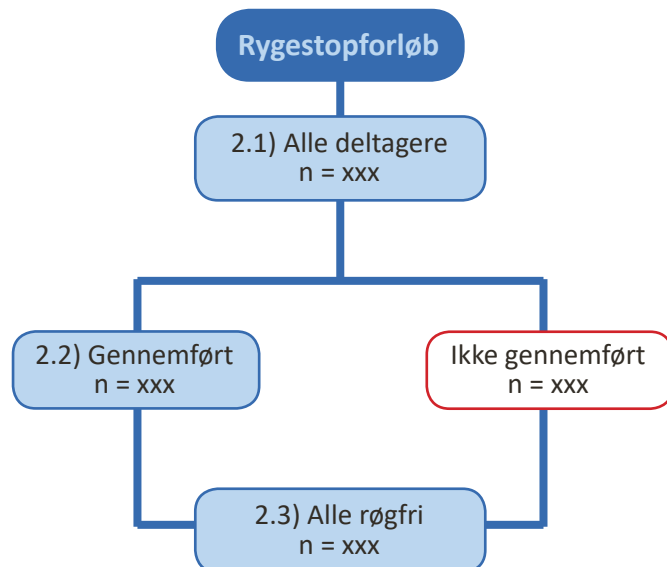 Rygestopforløb
2.1) Alle deltagere
n = xxx
2.2) Gennemført
n = xxx
Ikke gennemført
n = xxx
2.3) Alle røgfri
n = xxx